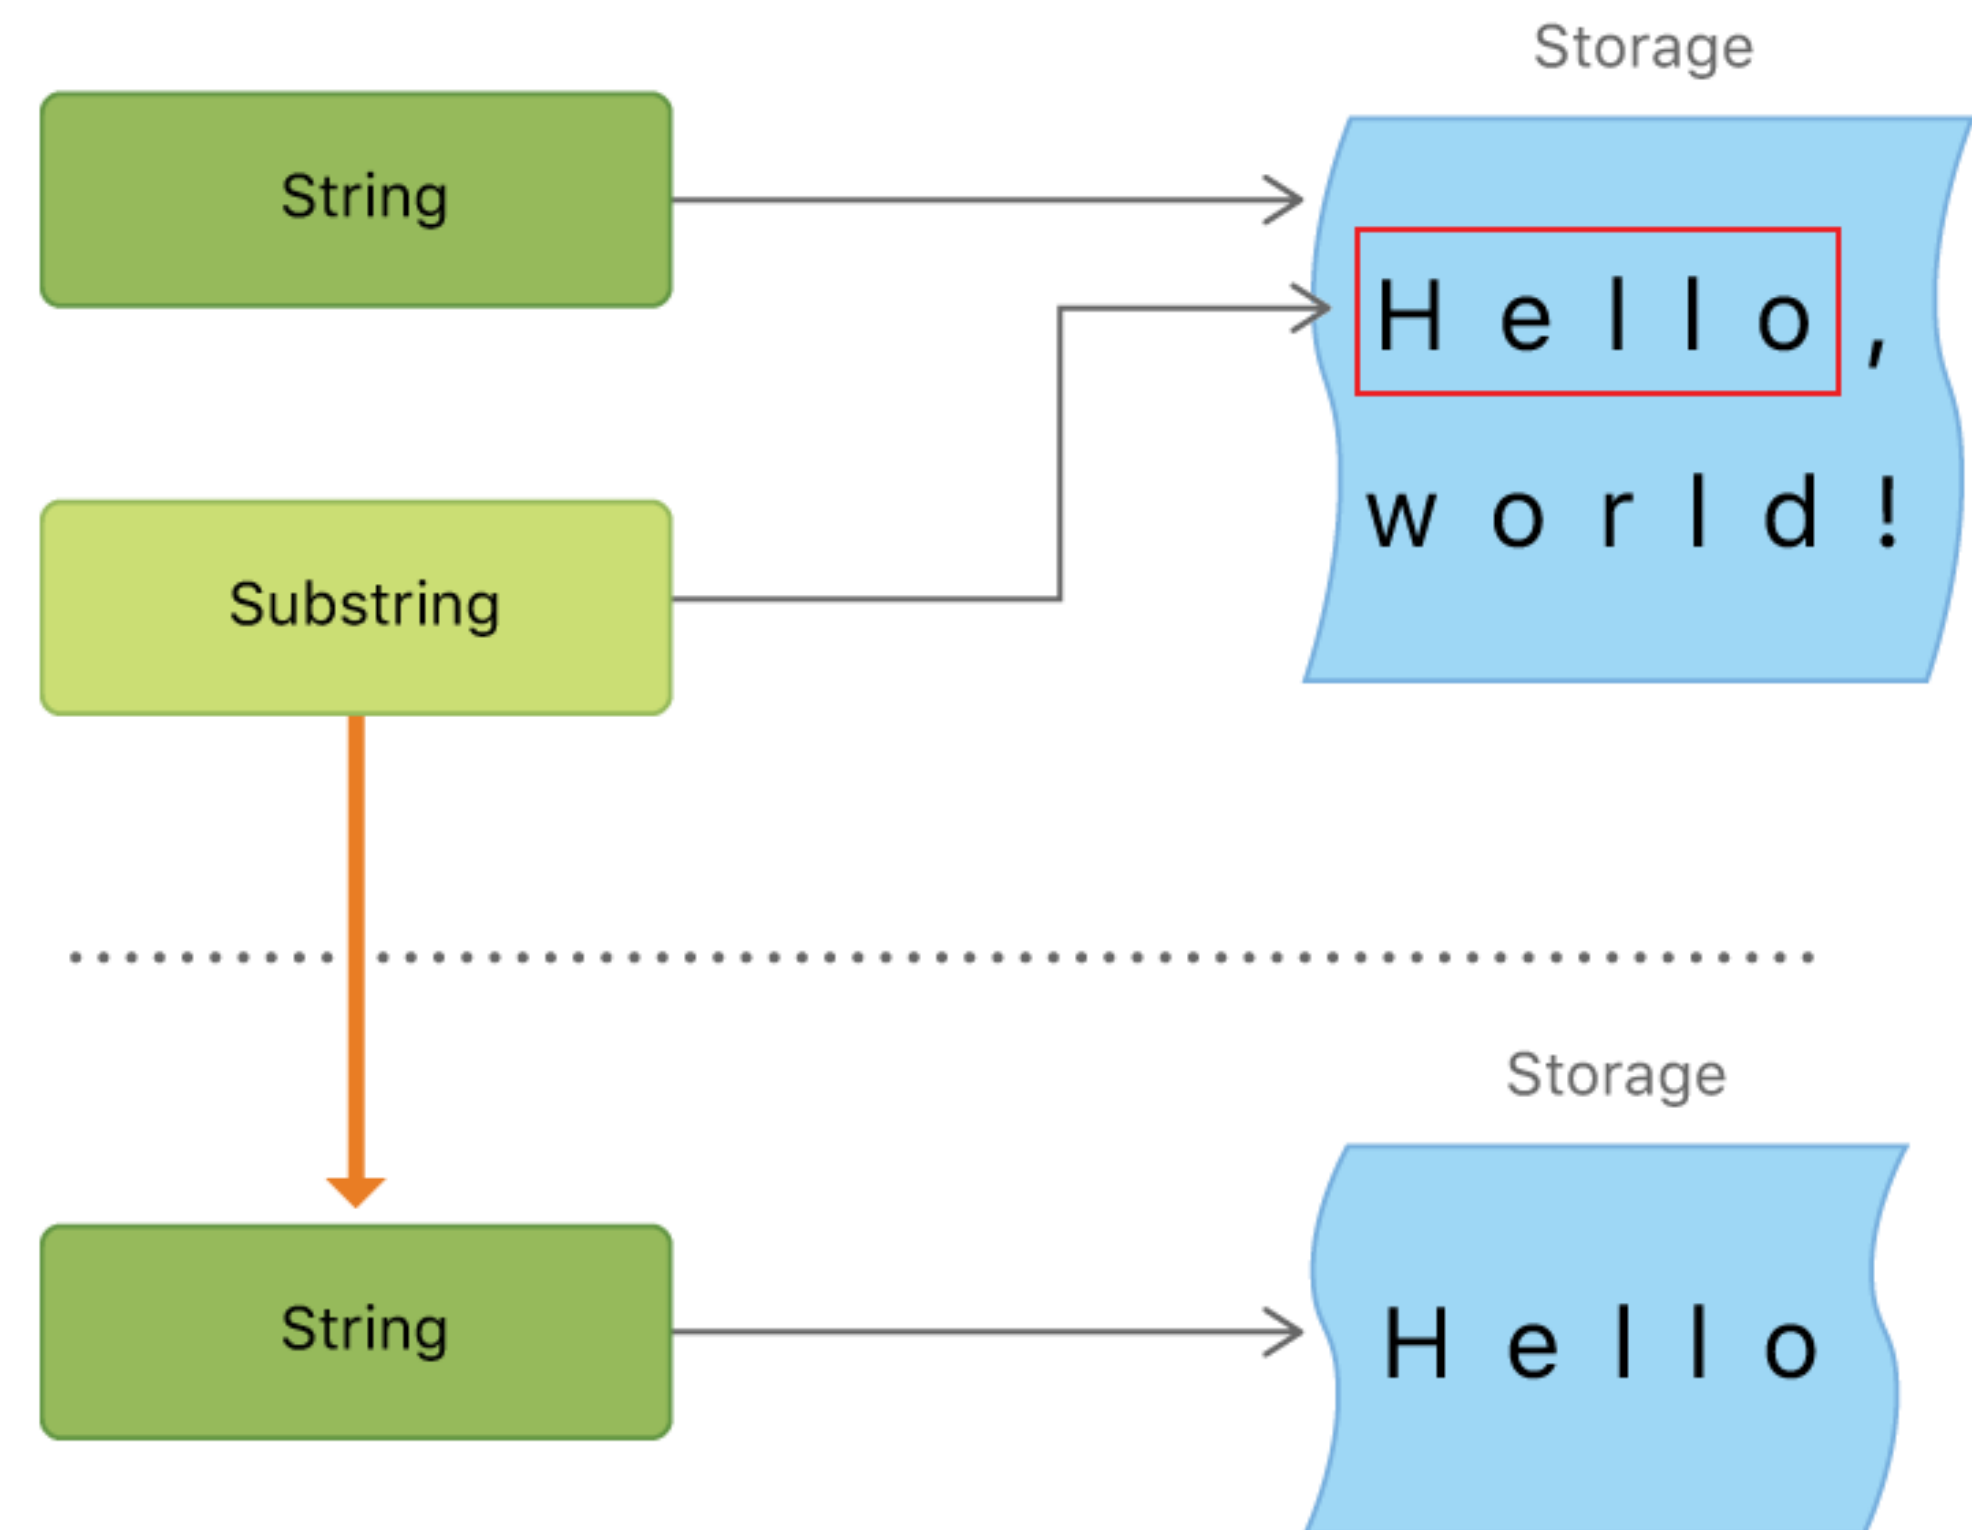 Storage
String
H e l l o ,
Substring
w o r l d !
Storage
String
H e l l o